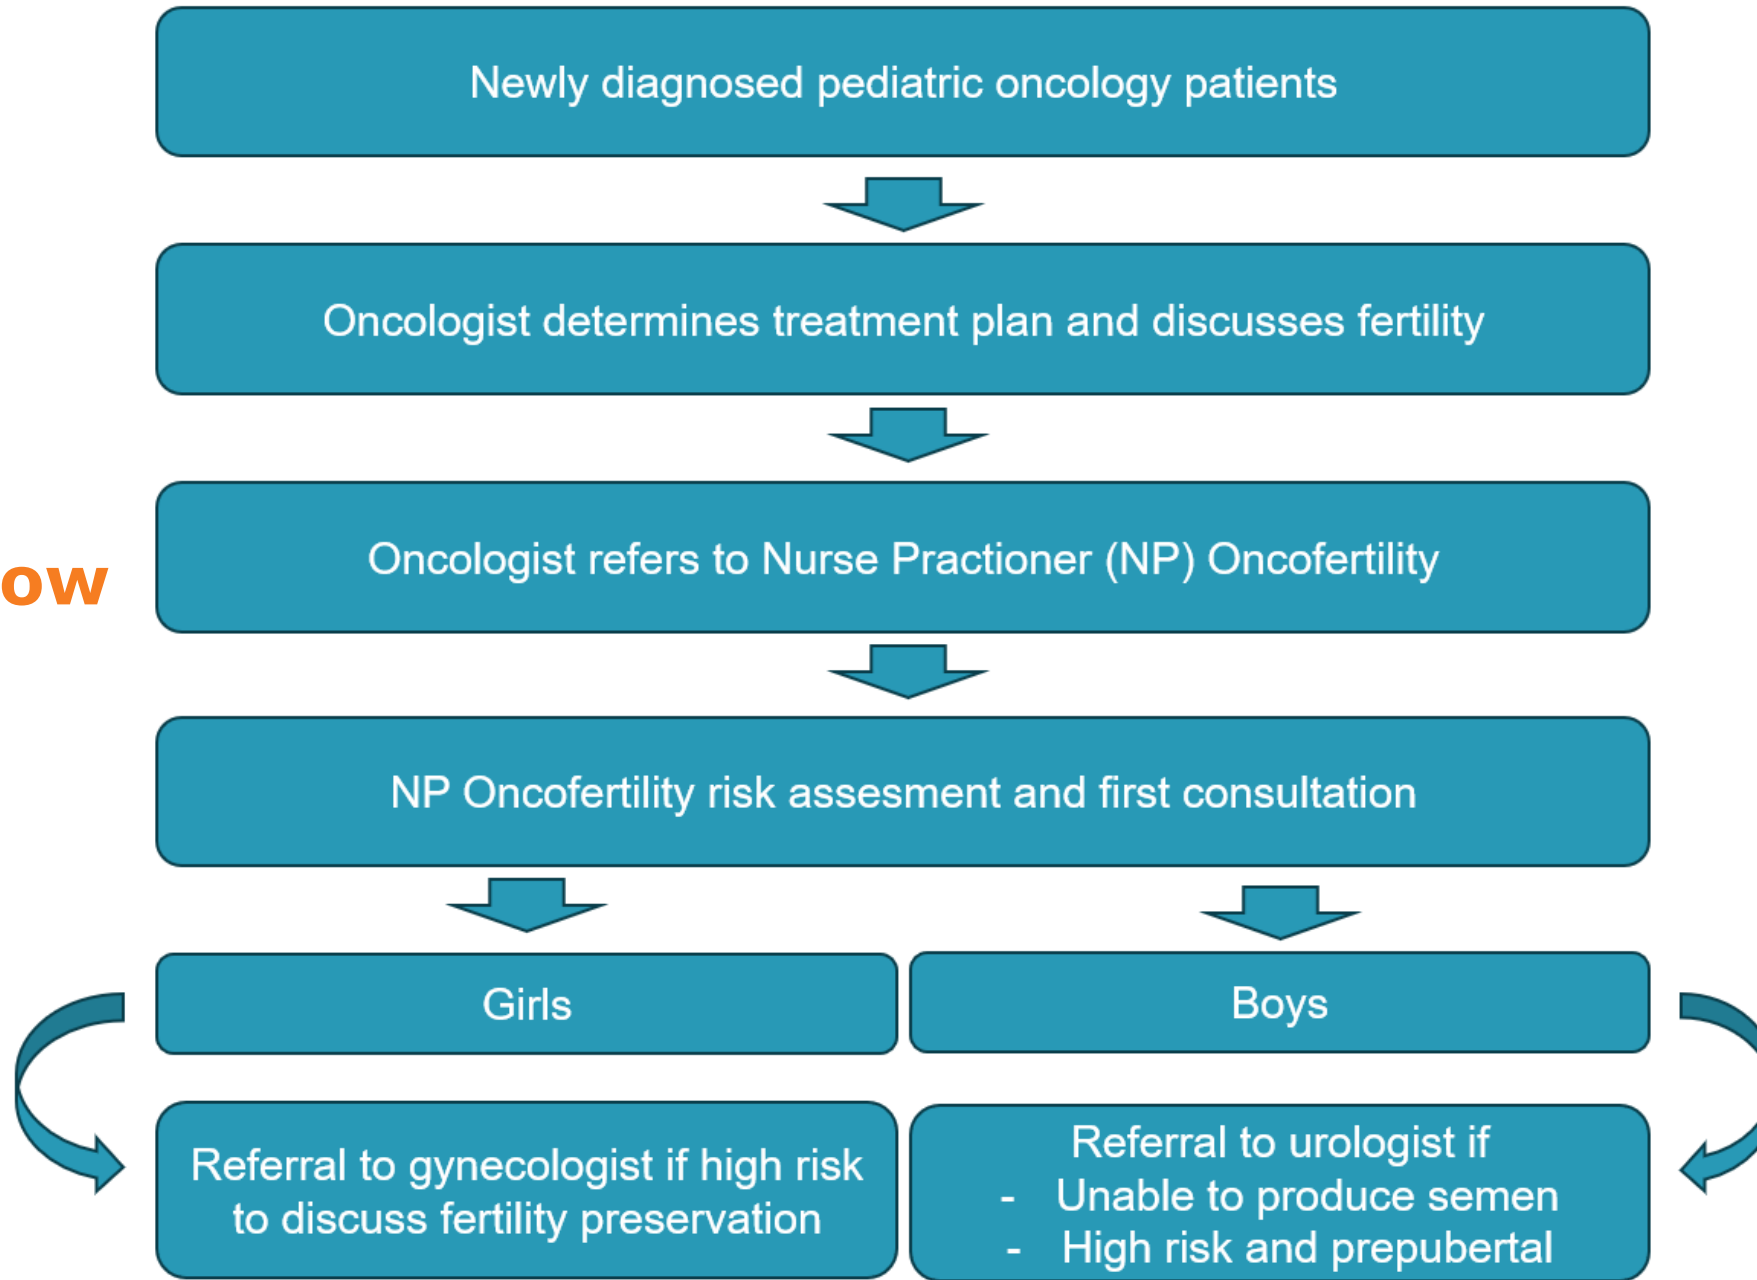 Newly diagnosed pediatric oncology patients
Oncologist determines treatment plan and discusses fertility
ow
Oncologist refers to Nurse Practioner (NP) Oncofertility
NP Oncofertility risk assesment and first consultation
Girls
Boys
Referral to gynecologist if high risk
to discuss fertility preservation
Referral to urologist if
- Unable to produce semen
- High risk and prepubertal